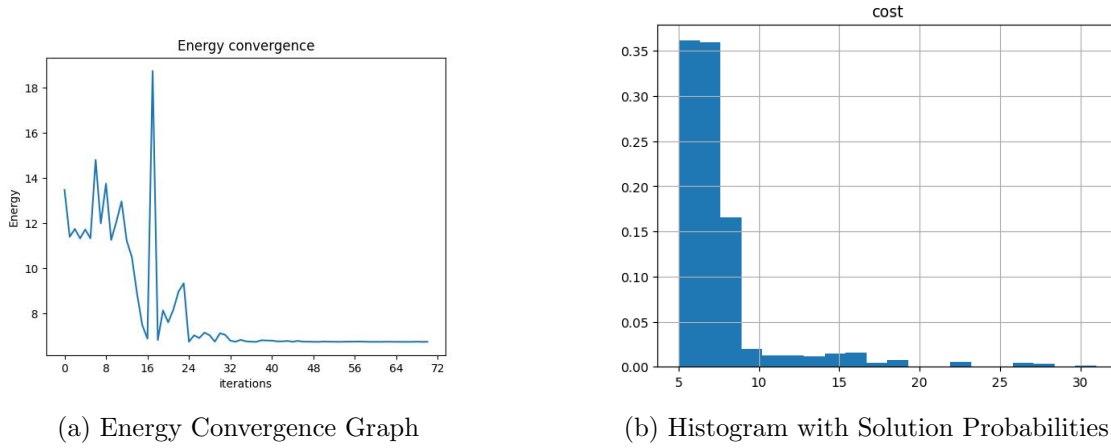 Energy convergence
18
16
14
12
10
8
Energy
0 8 16 24 32 40 48 56 64 72
iterations
(a) Energy Convergence Graph
cost
0.35
0.30
0.25
0.20
0.15
0.10
0.05
0.00
5 10 15 20 25 30
(b) Histogram with Solution Probabilities